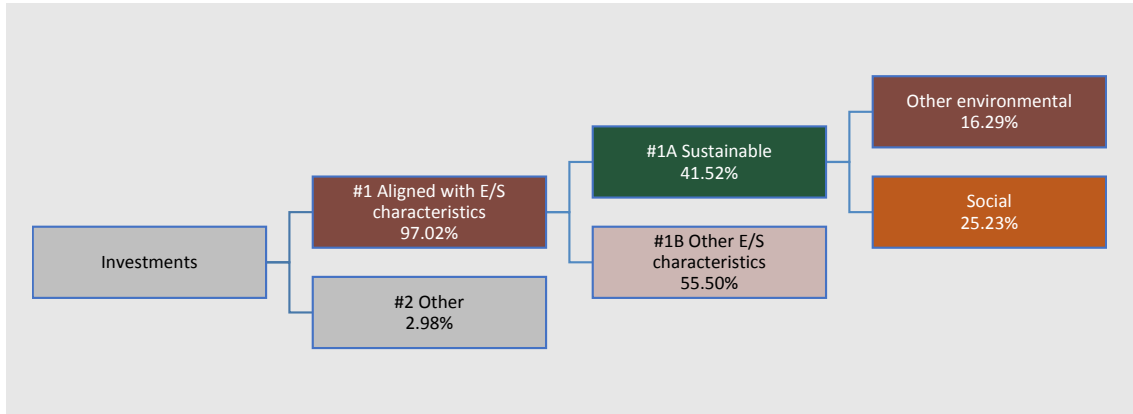 Investments
#1 Aligned with E/S
characteristics
97.02%
#2 Other
2.98%
#1A Sustainable
41.52%
#1B Other E/S
characteristics
55.50%
Other environmental
16.29%
Social
25.23%